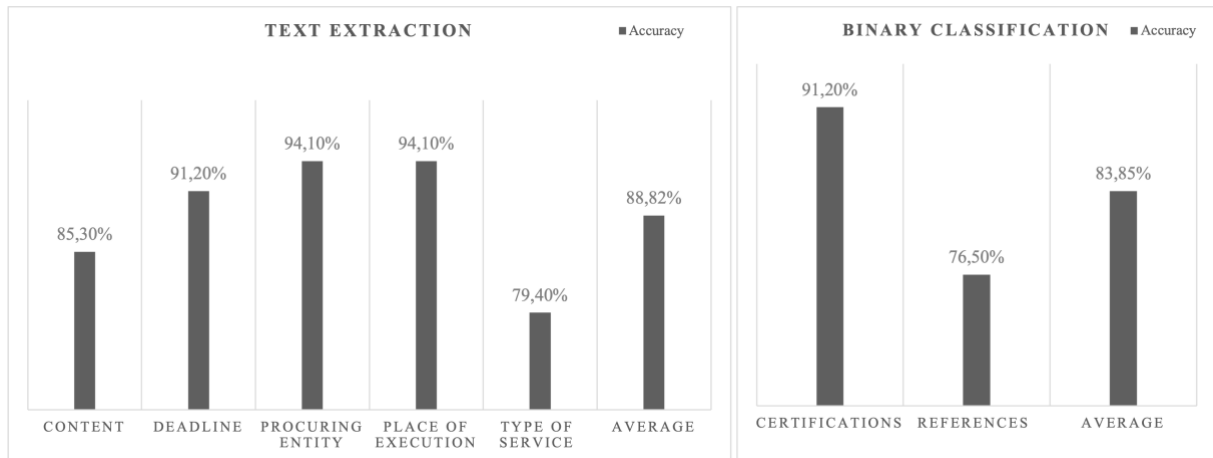 TEXT EXTRACTION
Accuracy
85,30%
91,20%
94,10%
94,10%
79,40%
88,82%
CONTENT
DEADLINE
PROCURING
ENTITY
PLACE OF
EXECUTION
TYPE OF
SERVICE
AVERAGE
BINARY CLASSIFICATION
Accuracy
91,20%
76,50%
83,85%
CERTIFICATIONS
REFERENCES
AVERAGE